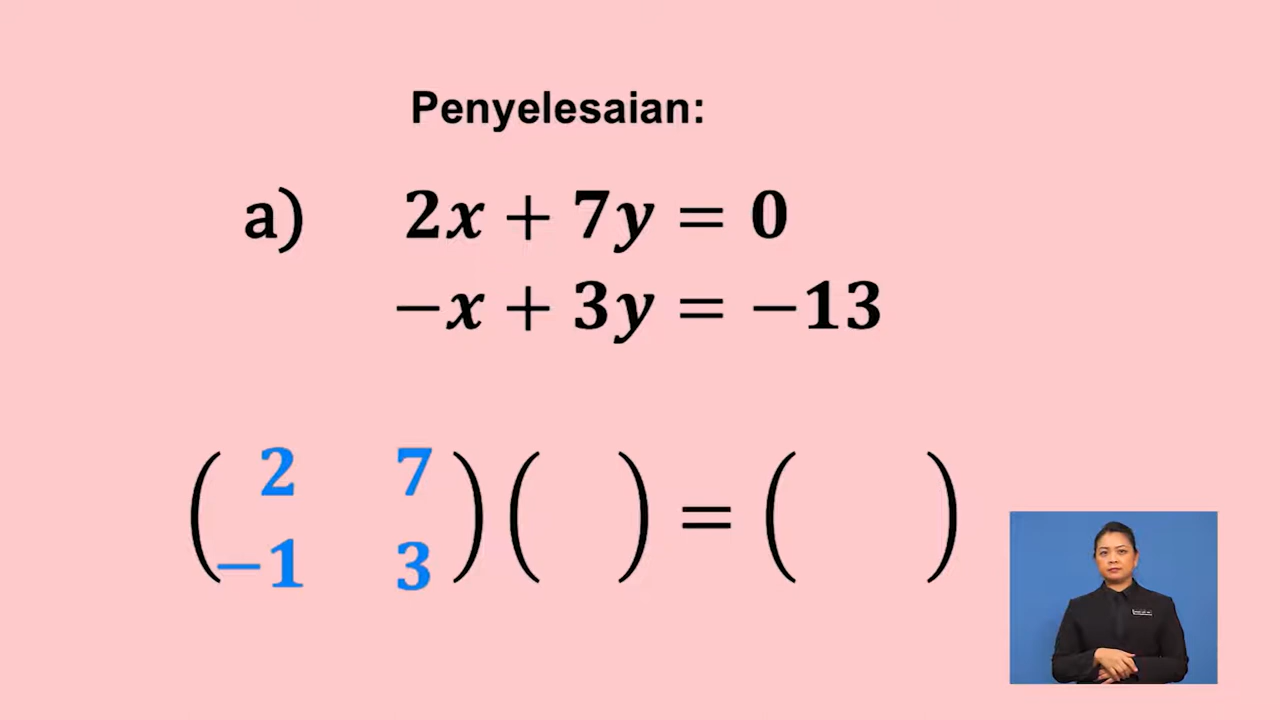 Penyelesaian:
a) 2x + 7y = 0
−x + 3y = −13
( 2 7 ) ( ) = ( )
−1 3